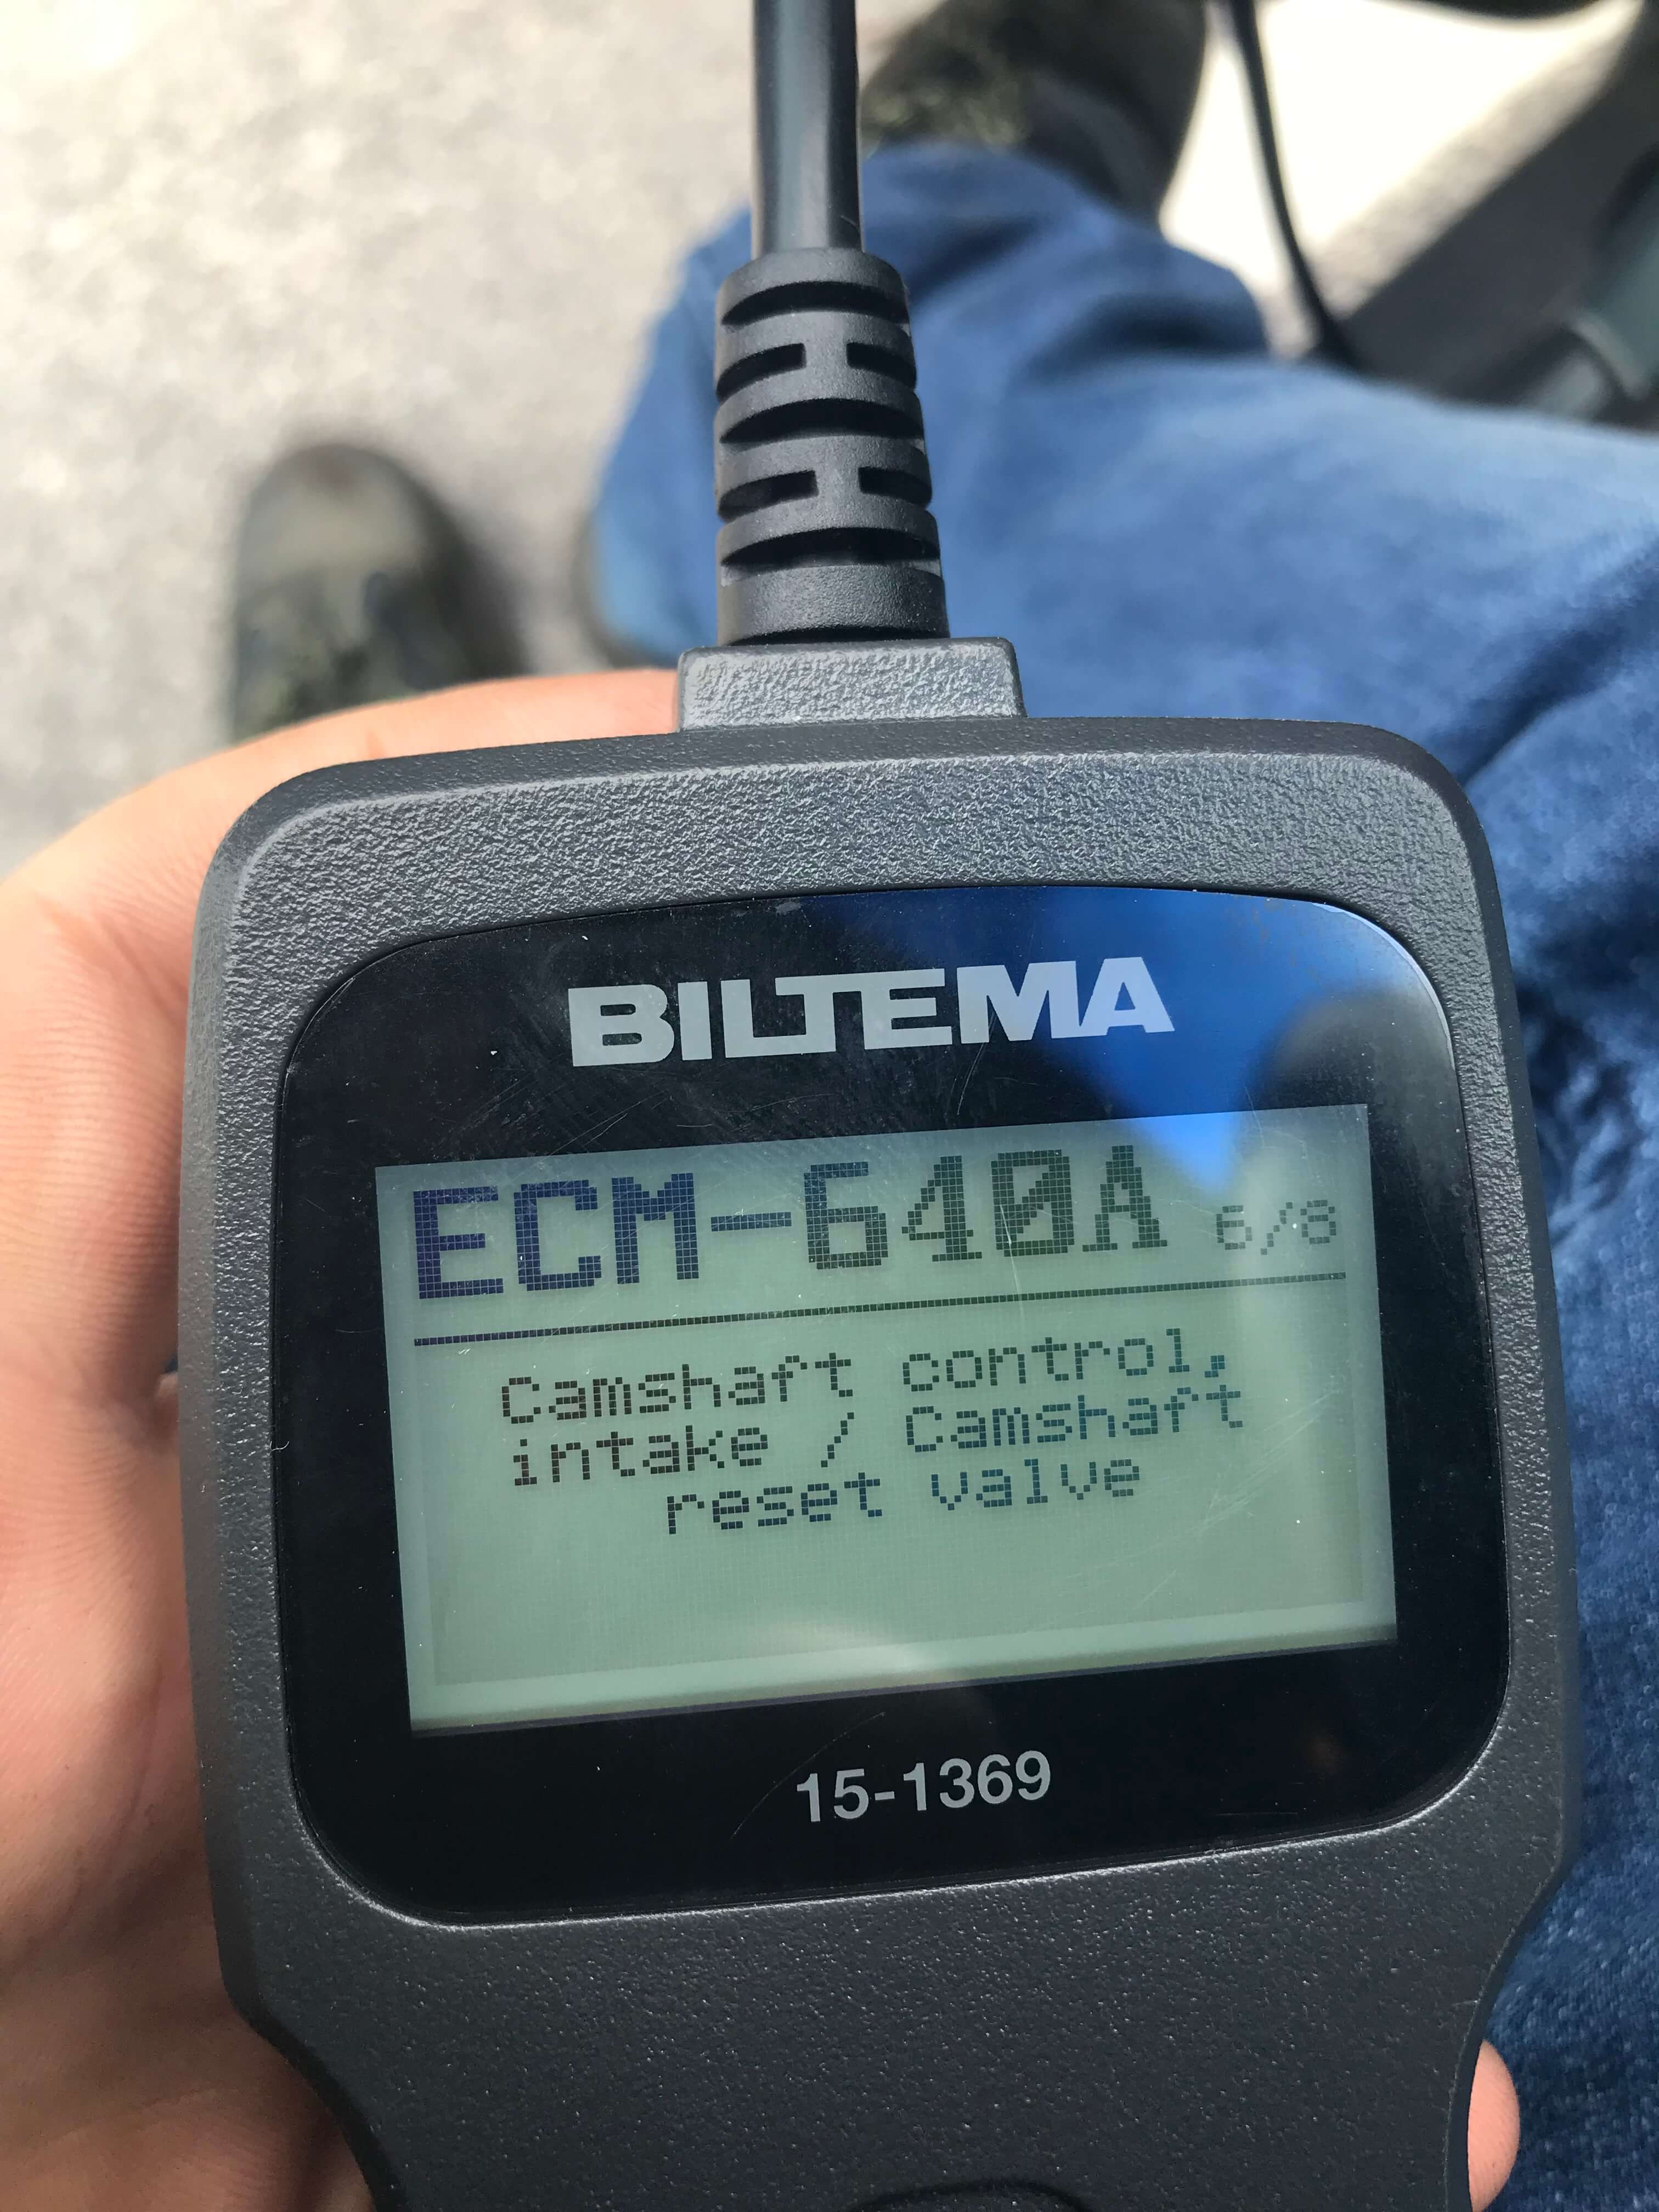 BILTEMA
ECM-640A 6/8
Camshaft control,
intake / Camshaft
reset valve
15-1369